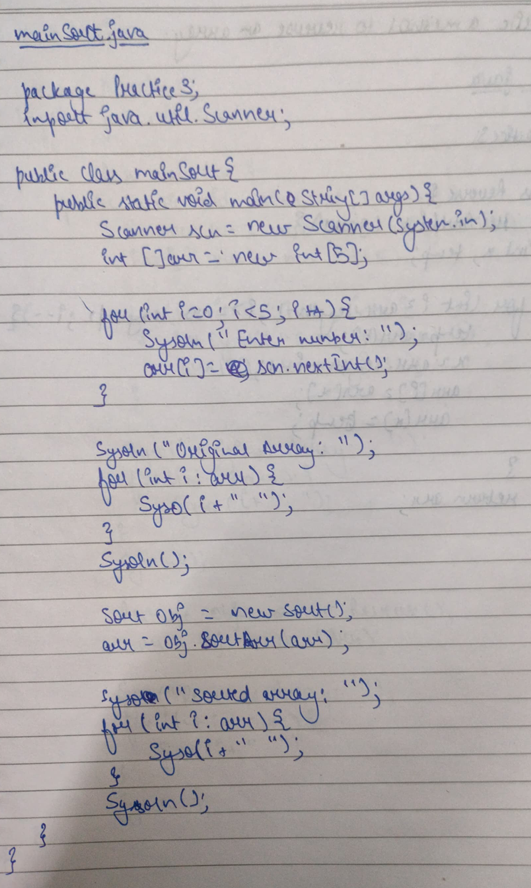 mainSort.java
package Practice3;
import java.util.Scanner;
public class mainSort {
public static void main(String[] args) {
Scanner scn = new Scanner(System.in);
int []arr = new int[5];
for (int i=0; i<5; i++) {
Sysoln("Enter number: ");
arr[i] = scn.nextInt();
}
Sysoln("Original Array: ");
for (int i : arr) {
Syso(i + " ");
}
Sysoln();
Sort obj = new Sort();
arr = obj.SortArr(arr);
Sysoln("Sorted array: ");
for (int i : arr) {
Syso(i + " ");
}
Sysoln();
}
}